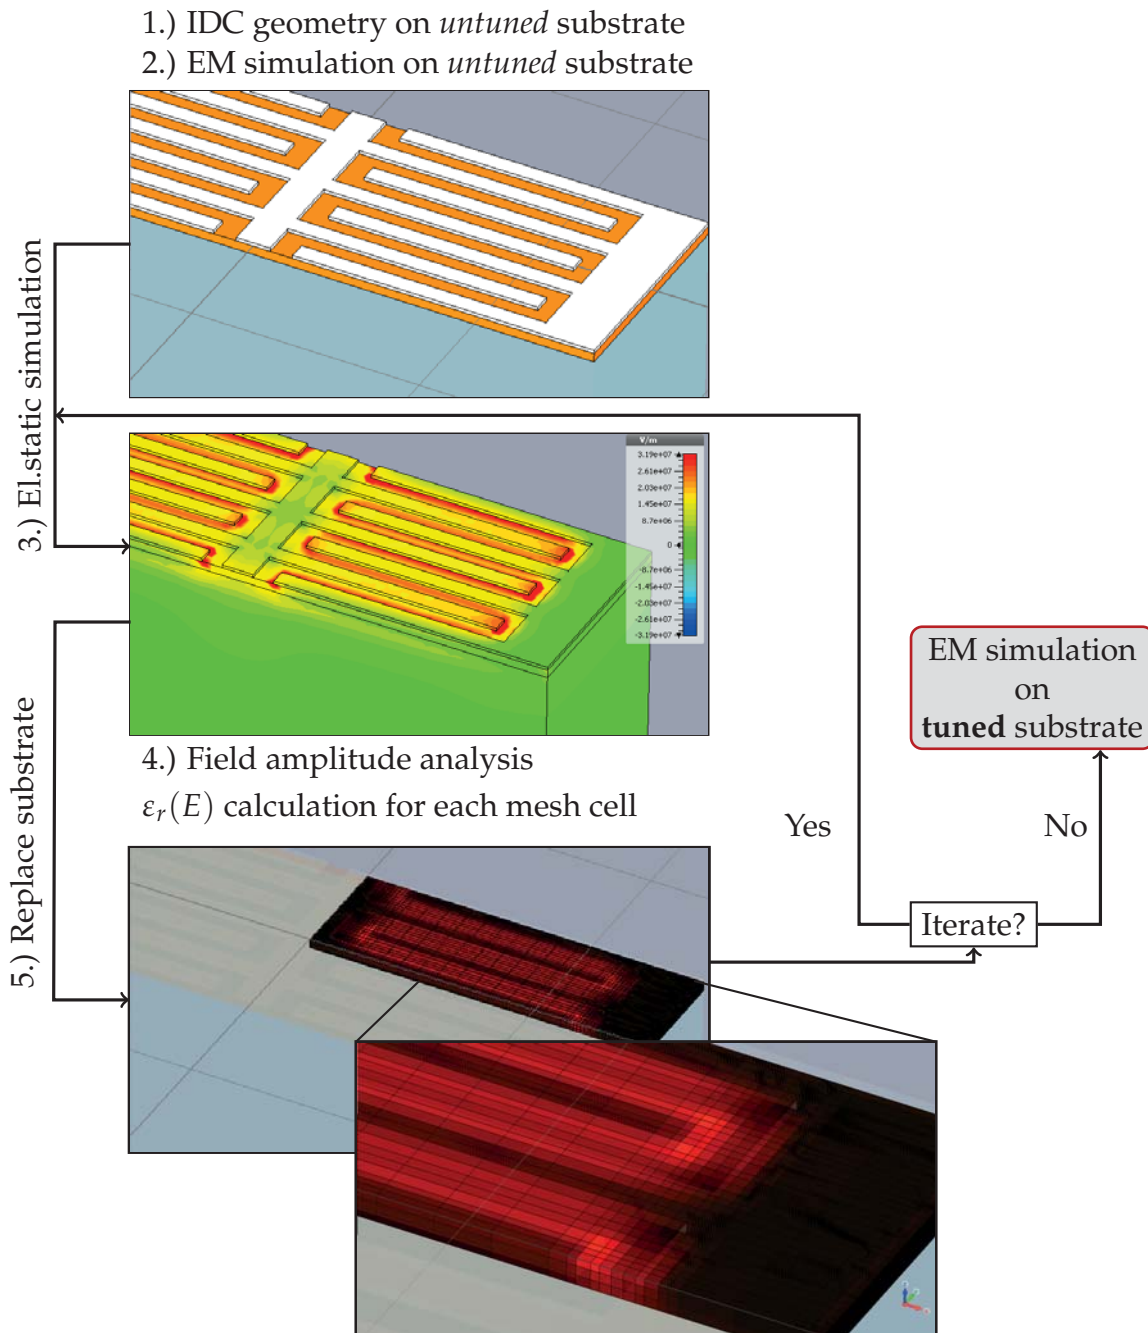 1.) IDC geometry on untuned substrate
2.) EM simulation on untuned substrate
3.) El.static simulation
V/m
3.19e+07
2.61e+07
2.03e+07
1.45e+07
8.7e+06
0
-8.7e+06
-1.45e+07
-2.03e+07
-2.61e+07
-3.19e+07
4.) Field amplitude analysis
εr(E) calculation for each mesh cell
5.) Replace substrate
EM simulation
on
tuned substrate
Yes
No
Iterate?